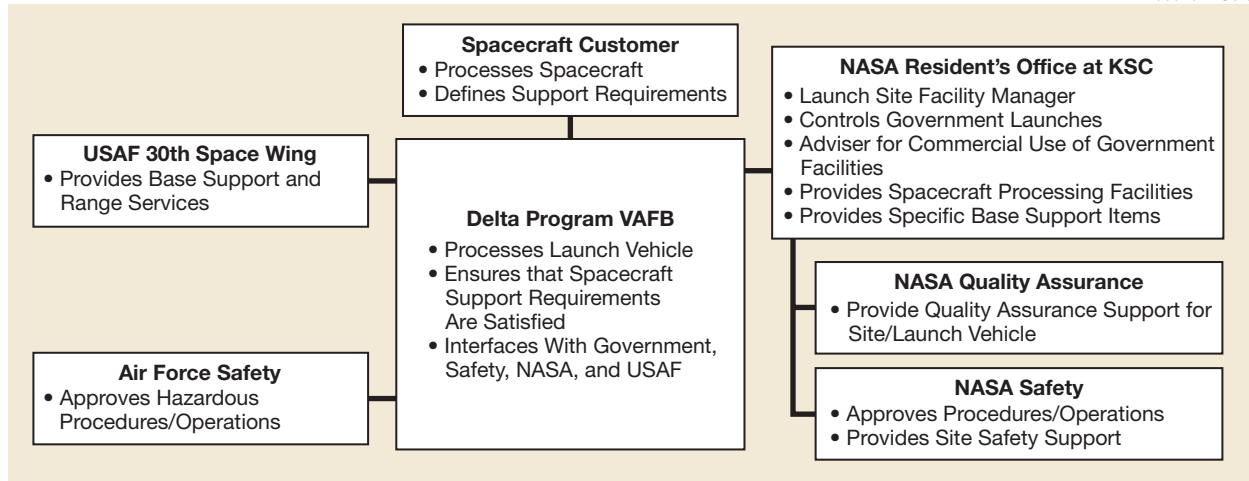 Spacecraft Customer
• Processes Spacecraft
• Defines Support Requirements
NASA Resident’s Office at KSC
• Launch Site Facility Manager
• Controls Government Launches
• Adviser for Commercial Use of Government
Facilities
• Provides Spacecraft Processing Facilities
• Provides Specific Base Support Items
USAF 30th Space Wing
• Provides Base Support and
Range Services
Delta Program VAFB
• Processes Launch Vehicle
• Ensures that Spacecraft
Support Requirements
Are Satisfied
• Interfaces With Government,
Safety, NASA, and USAF
NASA Quality Assurance
• Provide Quality Assurance Support for
Site/Launch Vehicle
Air Force Safety
• Approves Hazardous
Procedures/Operations
NASA Safety
• Approves Procedures/Operations
• Provides Site Safety Support